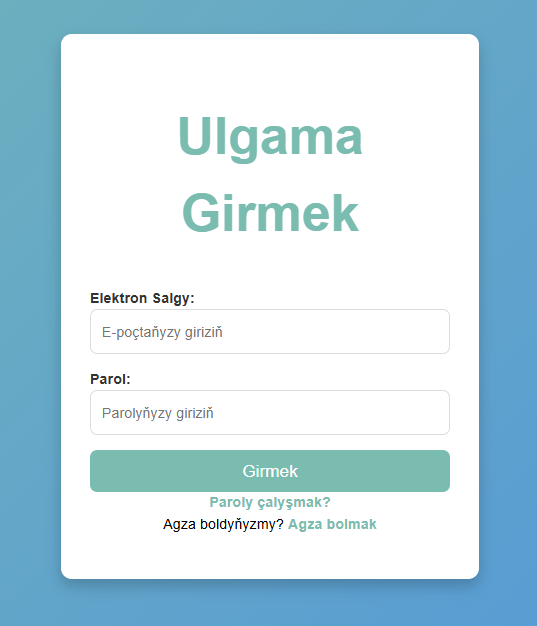 Ulgama
Girmek
Elektron Salgy:
E-poçtaňyzy giriziň
Parol:
Parolyňyzy giriziň
Girmek
Paroly çalyşmak?
Agza boldyňyzmy? Agza bolmak